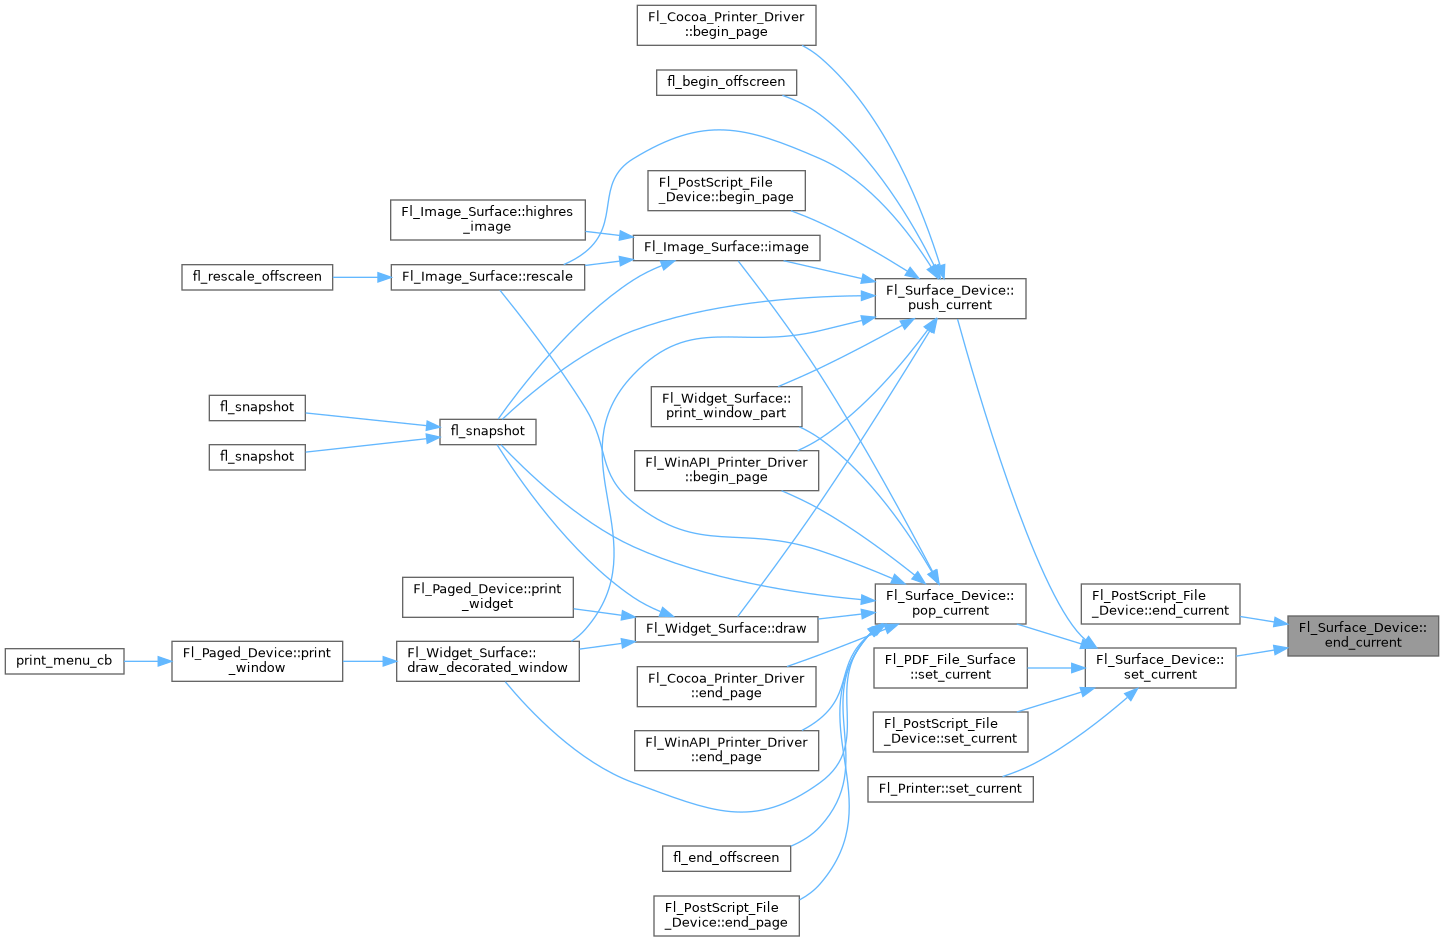 Fl_Cocoa_Printer_Driver
::begin_page
fl_begin_offscreen
Fl_PostScript_File
_Device::begin_page
Fl_Image_Surface::highres
_image
Fl_Image_Surface::image
fl_rescale_offscreen
Fl_Image_Surface::rescale
Fl_Surface_Device::
push_current
fl_snapshot
Fl_Widget_Surface::
print_window_part
fl_snapshot
fl_snapshot
Fl_WinAPI_Printer_Driver
::begin_page
Fl_Paged_Device::print
_widget
Fl_Surface_Device::
pop_current
Fl_PostScript_File
_Device::end_current
Fl_Surface_Device::
end_current
Fl_Widget_Surface::draw
print_menu_cb
Fl_Paged_Device::print
_window
Fl_Widget_Surface::
draw_decorated_window
Fl_PDF_File_Surface
::set_current
Fl_Surface_Device::
set_current
Fl_Cocoa_Printer_Driver
::end_page
Fl_PostScript_File
_Device::set_current
Fl_WinAPI_Printer_Driver
::end_page
Fl_Printer::set_current
fl_end_offscreen
Fl_PostScript_File
_Device::end_page